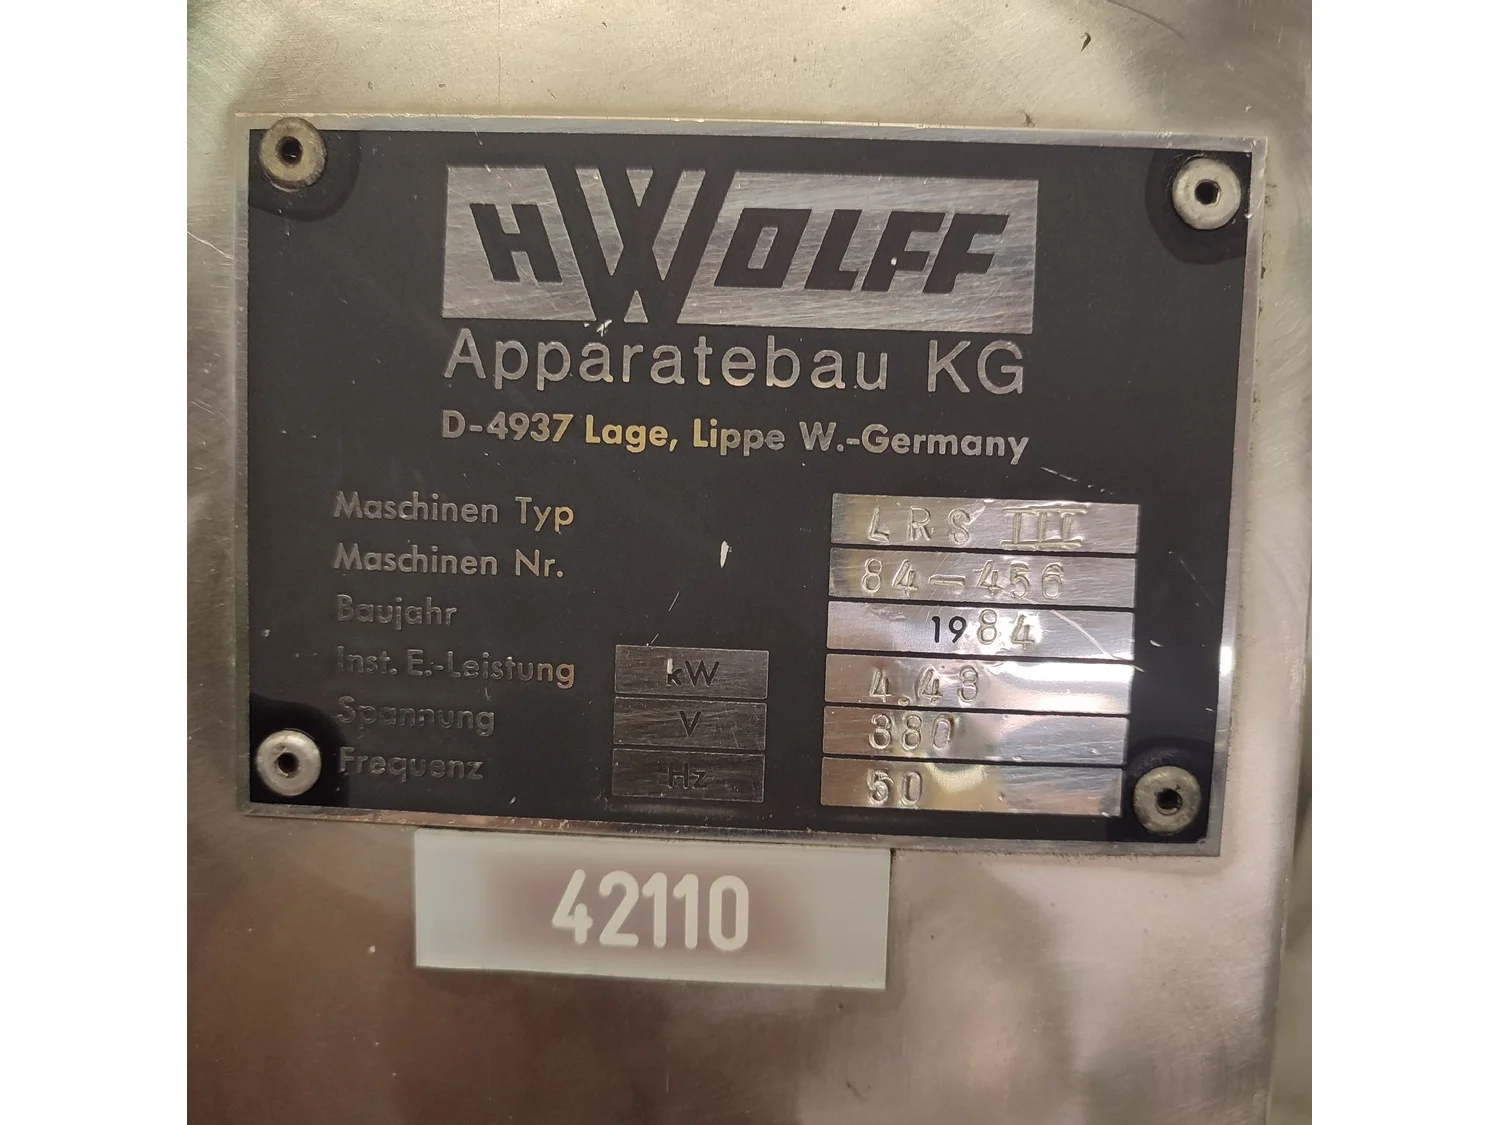 H WOLFF
Apparatebau KG
D-4937 Lage, Lippe W.-Germany
Maschinen Typ LRS III
Maschinen Nr. 84-456
Baujahr 1984
Inst. E.-Leistung kW 4.43
Spannung V 380
Frequenz Hz 50
42110